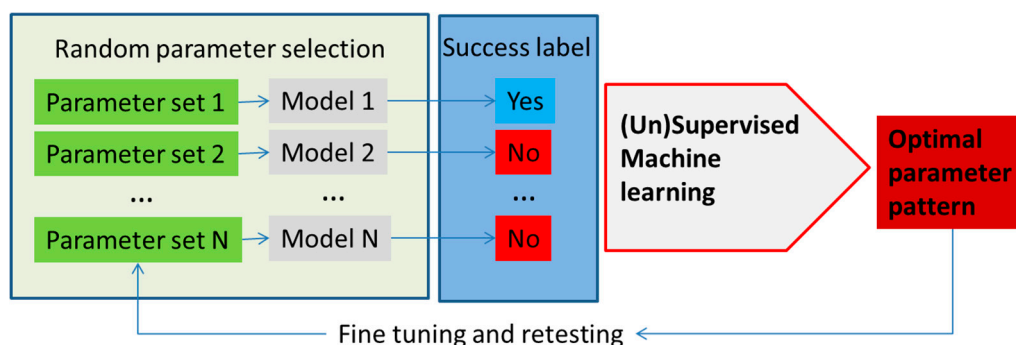 Random parameter selection
Success label
Parameter set 1
Model 1
Yes
Parameter set 2
Model 2
No
...
...
...
Parameter set N
Model N
No
(Un)Supervised
Machine
learning
Optimal
parameter
pattern
Fine tuning and retesting